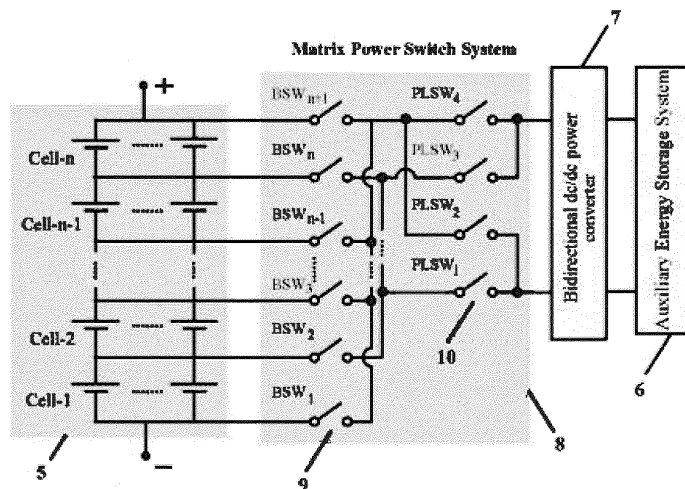 Matrix Power Switch System
7
+
BSWn+1
PLSW4
Cell-n
BSWn
PLSW3
Cell-n-1
BSWn-1
PLSW2
BSW3
PLSW1
Cell-2
BSW2
10
Cell-1
BSW1
Bidirectional dc/dc power
converter
Auxiliary Energy Storage System
6
8
5
−
9